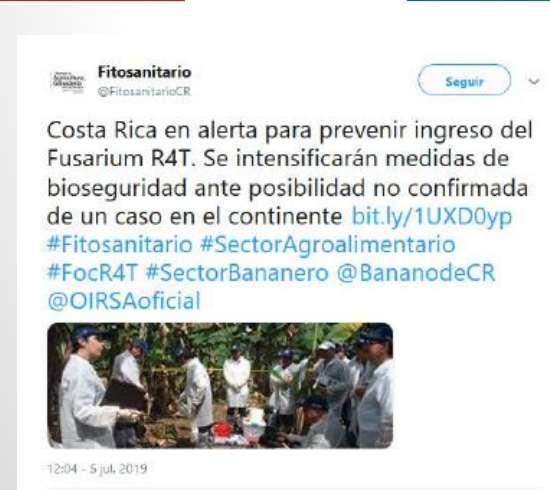 Fitosanitario
@FitosanitarioCR
Seguir
Costa Rica en alerta para prevenir ingreso del
Fusarium R4T. Se intensificarán medidas de
bioseguridad ante posibilidad no confirmada
de un caso en el continente bit.ly/1UXD0yp
#Fitosanitario #SectorAgroalimentario
#FocR4T #SectorBananero @BananodeCR
@OIRSAoficial
12:04 - 5 jul. 2019